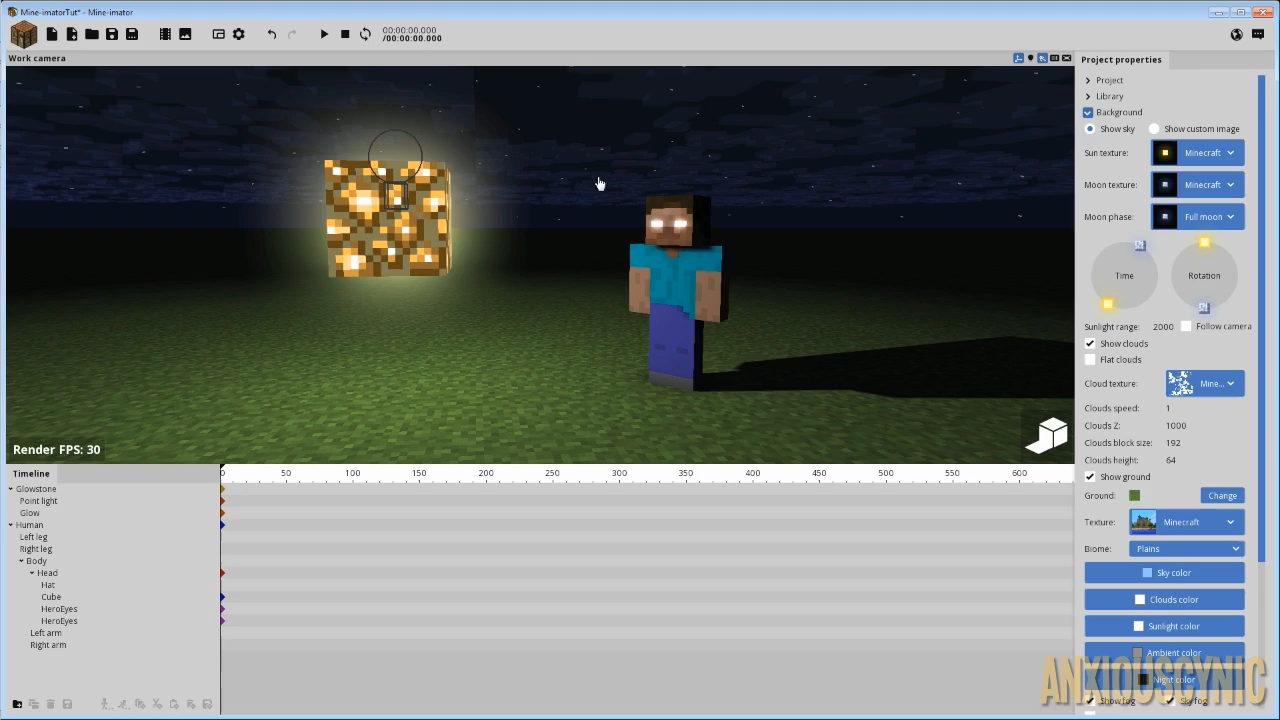 Mine-imatorTut* - Mine-imator
00:00:00.000
/00:00:00.000
Work camera
Render FPS: 30
Project properties
Project
Library
Background
Show sky
Show custom image
Sun texture:
Minecraft
Moon texture:
Minecraft
Moon phase:
Full moon
Time
Rotation
Sunlight range:
2000
Follow camera
Show clouds
Flat clouds
Cloud texture:
Mine...
Clouds speed:
1
Clouds Z:
1000
Clouds block size:
192
Clouds height:
64
Show ground
Ground:
Change
Texture:
Minecraft
Biome:
Plains
Sky color
Clouds color
Sunlight color
Ambient color
Night color
Show fog
Sky fog
ANXIOUSCYNIC
Timeline
0 50 100 150 200 250 300 350 400 450 500 550 600
Glowstone
Point light
Glow
Human
Left leg
Right leg
Body
Head
Hat
Cube
HeroEyes
HeroEyes
Left arm
Right arm